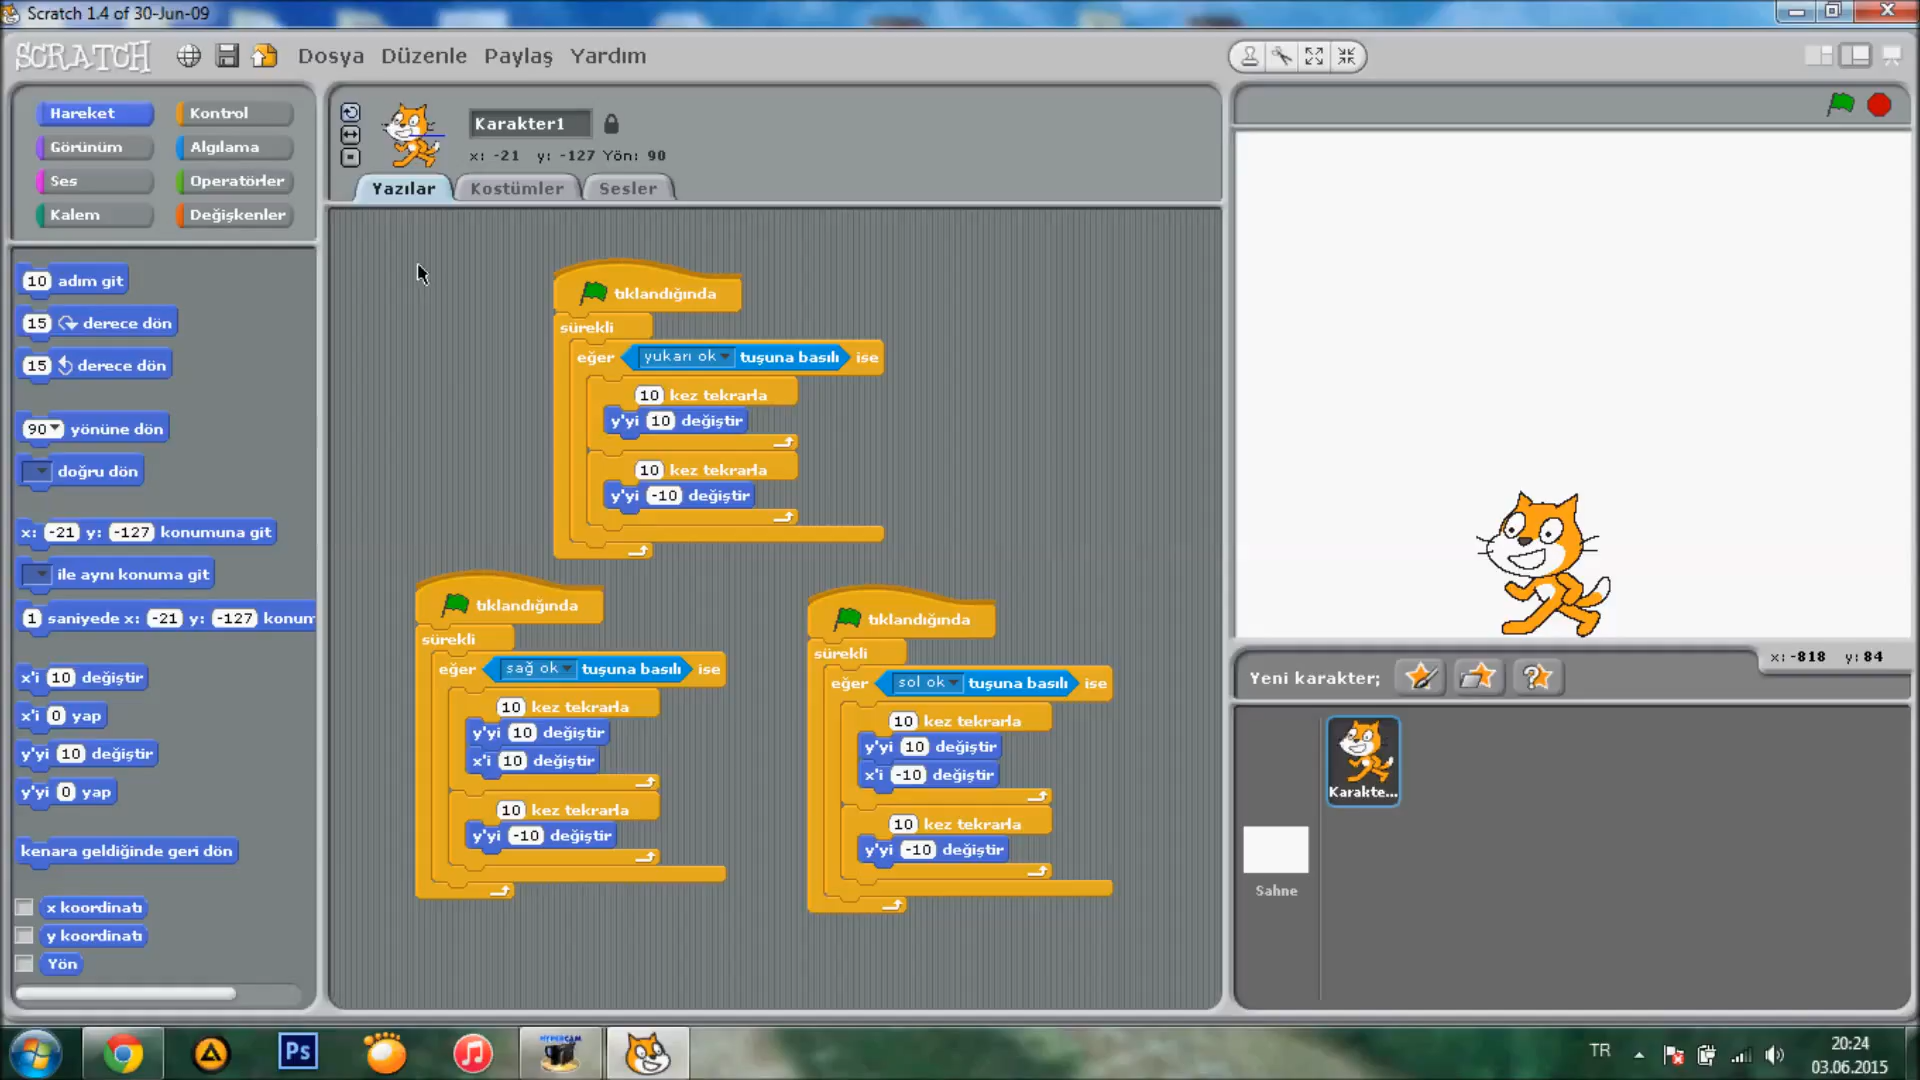 Scratch 1.4 of 30-Jun-09
SCRATCH
Dosya Düzenle Paylaş Yardım
Hareket
Kontrol
Görünüm
Algılama
Ses
Operatörler
Kalem
Değişkenler
10 adım git
15 derece dön
15 derece dön
90 yönüne dön
doğru dön
x: -21 y: -127 konumuna git
ile aynı konuma git
1 saniyede x: -21 y: -127 konum
x'i 10 değiştir
x'i 0 yap
y'yi 10 değiştir
y'yi 0 yap
kenara geldiğinde geri dön
x koordinatı
y koordinatı
Yön
Karakter1
x: -21 y: -127 Yön: 90
Yazılar
Kostümler
Sesler
tıklandığında
sürekli
eğer yukarı ok tuşuna basılı ise
10 kez tekrarla
y'yi 10 değiştir
10 kez tekrarla
y'yi -10 değiştir
tıklandığında
sürekli
eğer sağ ok tuşuna basılı ise
10 kez tekrarla
y'yi 10 değiştir
x'i 10 değiştir
10 kez tekrarla
y'yi -10 değiştir
tıklandığında
sürekli
eğer sol ok tuşuna basılı ise
10 kez tekrarla
y'yi 10 değiştir
x'i -10 değiştir
10 kez tekrarla
y'yi -10 değiştir
x: -818 y: 84
Yeni karakter;
Karakte...
Sahne
Ps
HYPERCAM
TR
20:24
03.06.2015